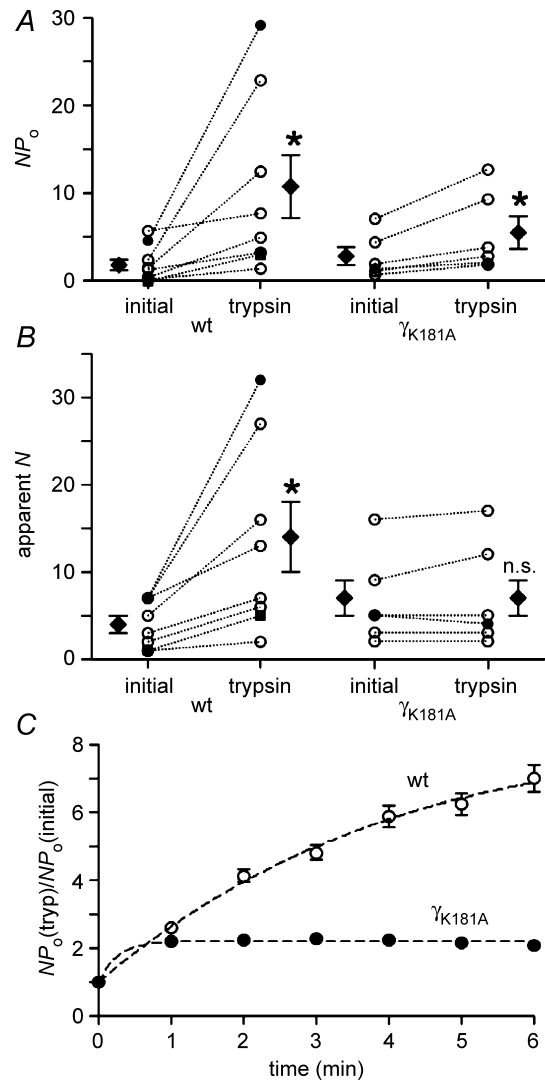 A
30
20
10
0
NPo
*
*
initial
trypsin
initial
trypsin
wt
γK181A
B
30
20
10
0
apparent N
*
n.s.
initial
trypsin
initial
trypsin
wt
γK181A
C
8
6
4
2
0
NPo(tryp)/NPo(initial)
wt
γK181A
0 1 2 3 4 5 6
time (min)